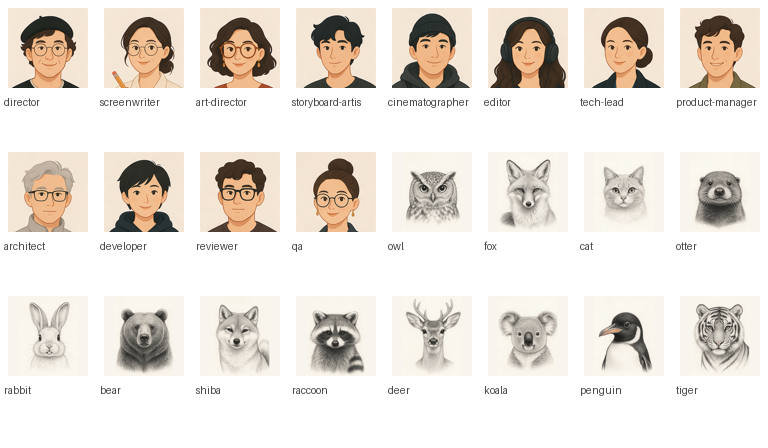 director
screenwriter
art-director
storyboard-artis
cinematographer
editor
tech-lead
product-manager
architect
developer
reviewer
qa
owl
fox
cat
otter
rabbit
bear
shiba
raccoon
deer
koala
penguin
tiger